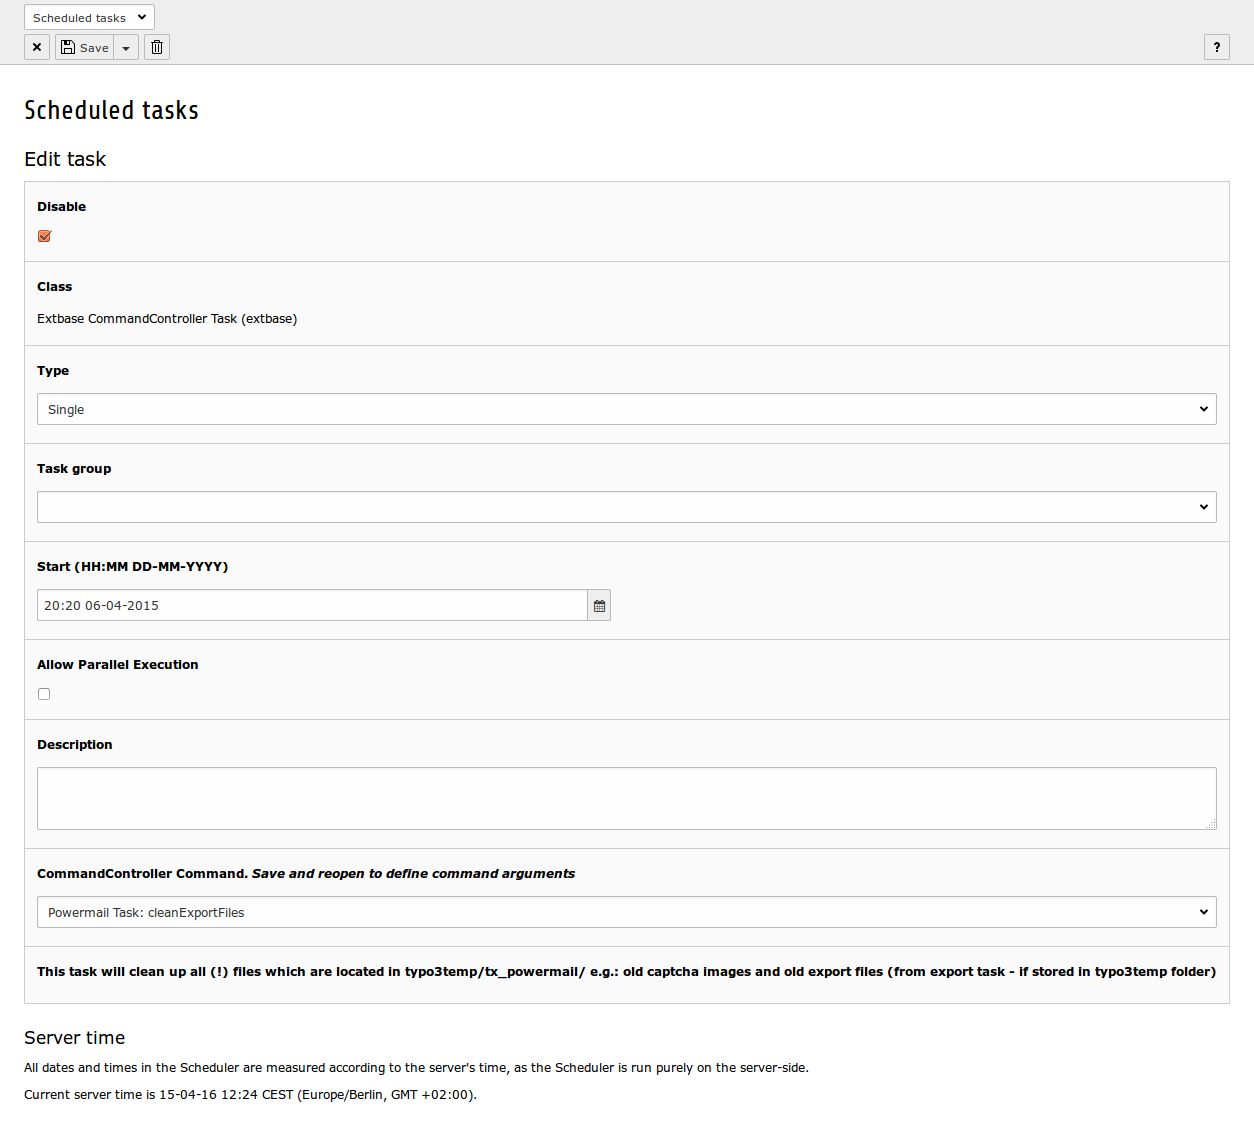 Scheduled tasks
Save
?
Scheduled tasks
Edit task
Disable
Class
Extbase CommandController Task (extbase)
Type
Single
Task group
Start (HH:MM DD-MM-YYYY)
20:20 06-04-2015
Allow Parallel Execution
Description
CommandController Command. Save and reopen to define command arguments
Powermail Task: cleanExportFiles
This task will clean up all (!) files which are located in typo3temp/tx_powermail/ e.g.: old captcha images and old export files (from export task - if stored in typo3temp folder)
Server time
All dates and times in the Scheduler are measured according to the server's time, as the Scheduler is run purely on the server-side.
Current server time is 15-04-16 12:24 CEST (Europe/Berlin, GMT +02:00).